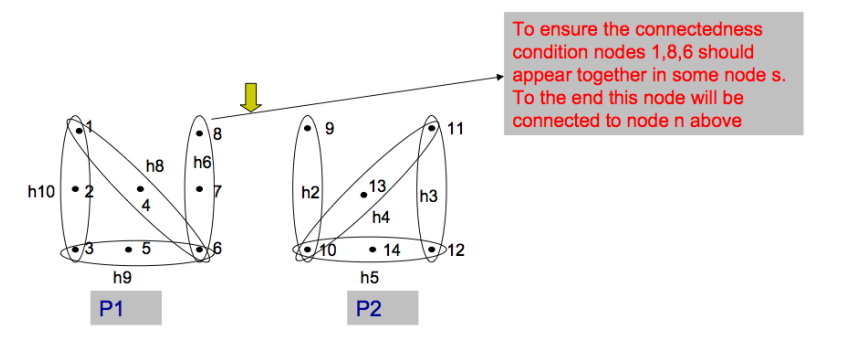 To ensure the connectedness
condition nodes 1,8,6 should
appear together in some node s.
To the end this node will be
connected to node n above
1
8
9
11
h8
h6
h10
2
7
h2
13
h3
4
h4
3
5
6
10
14
12
h9
h5
P1
P2